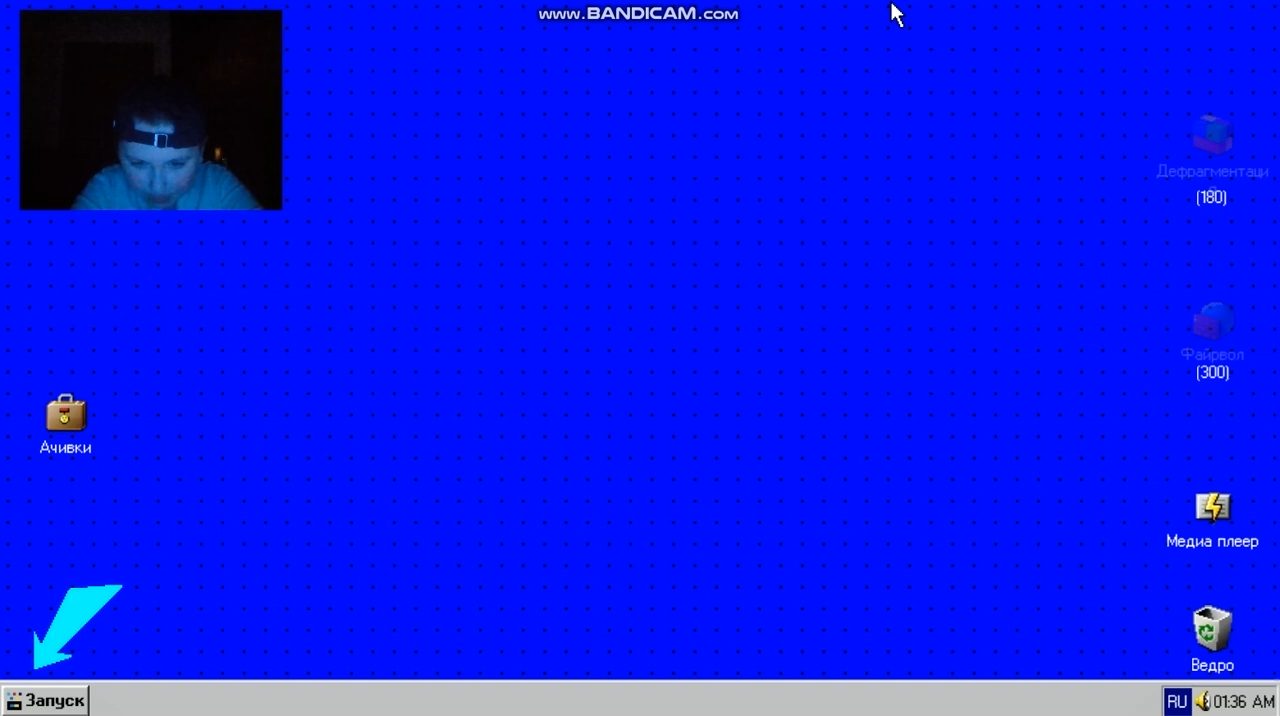 www.BANDICAM.com
Дефрагментаци
(180)
Файрвол
(300)
Ачивки
Медиа плеер
Ведро
Запуск
RU 01:36 AM